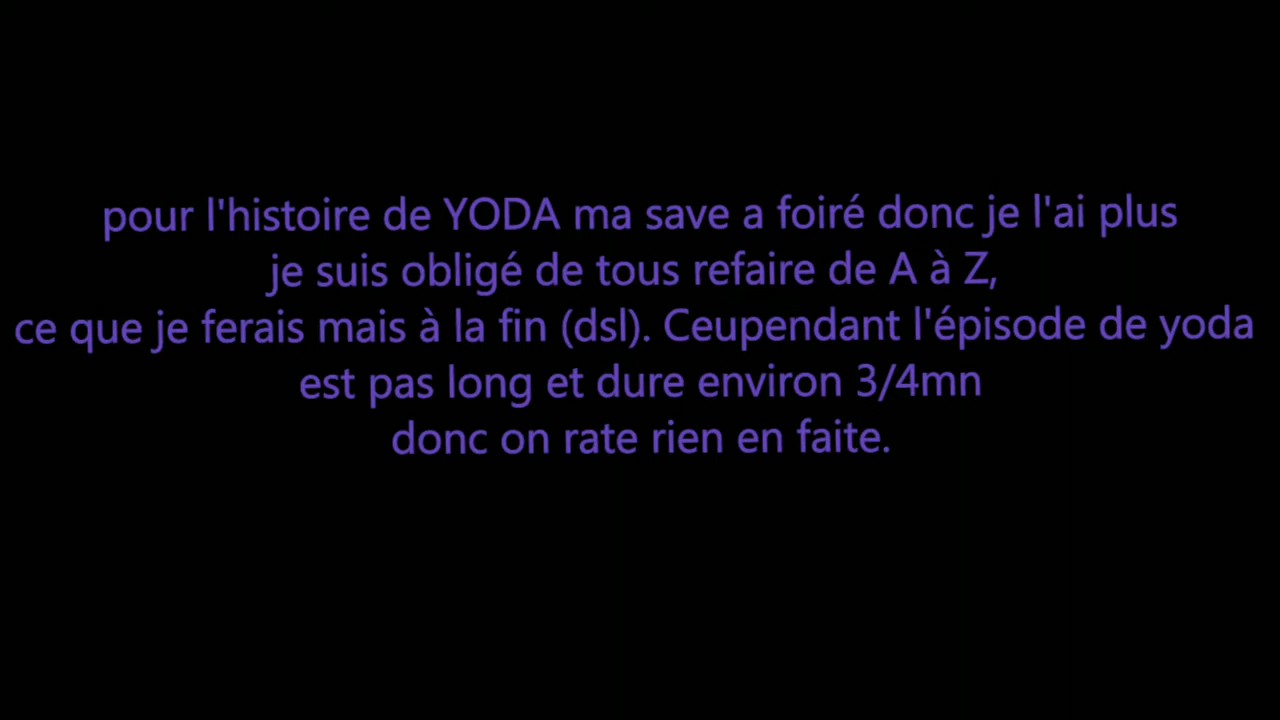 pour l'histoire de YODA ma save a foiré donc je l'ai plus
je suis obligé de tous refaire de A à Z,
ce que je ferais mais à la fin (dsl). Ceupendant l'épisode de yoda
est pas long et dure environ 3/4mn
donc on rate rien en faite.